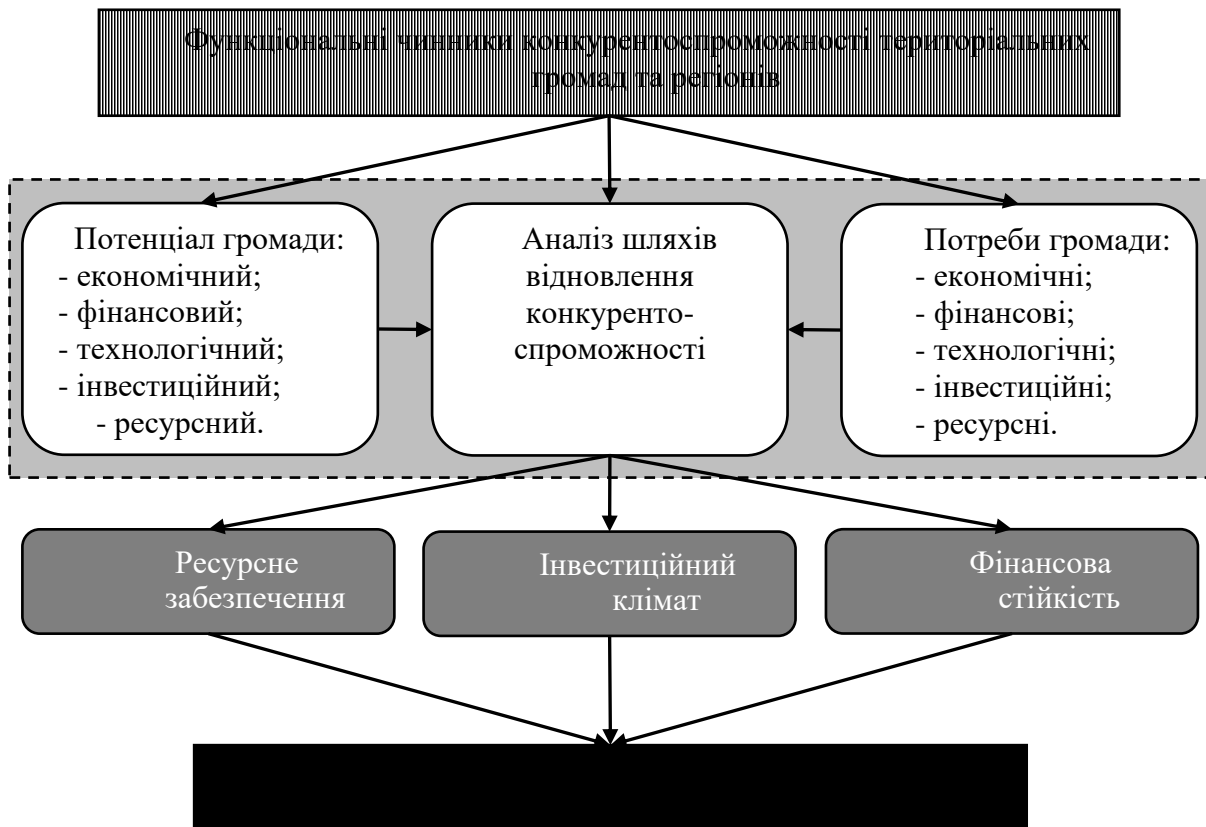 Функціональні чинники конкурентоспроможності територіальних
громад та регіонів
Потенціал громади:
- економічний;
- фінансовий;
- технологічний;
- інвестиційний;
- ресурсний.
Аналіз шляхів
відновлення
конкуренто-
спроможності
Потреби громади:
- економічні;
- фінансові;
- технологічні;
- інвестиційні;
- ресурсні.
Ресурсне
забезпечення
Інвестиційний
клімат
Фінансова
стійкість